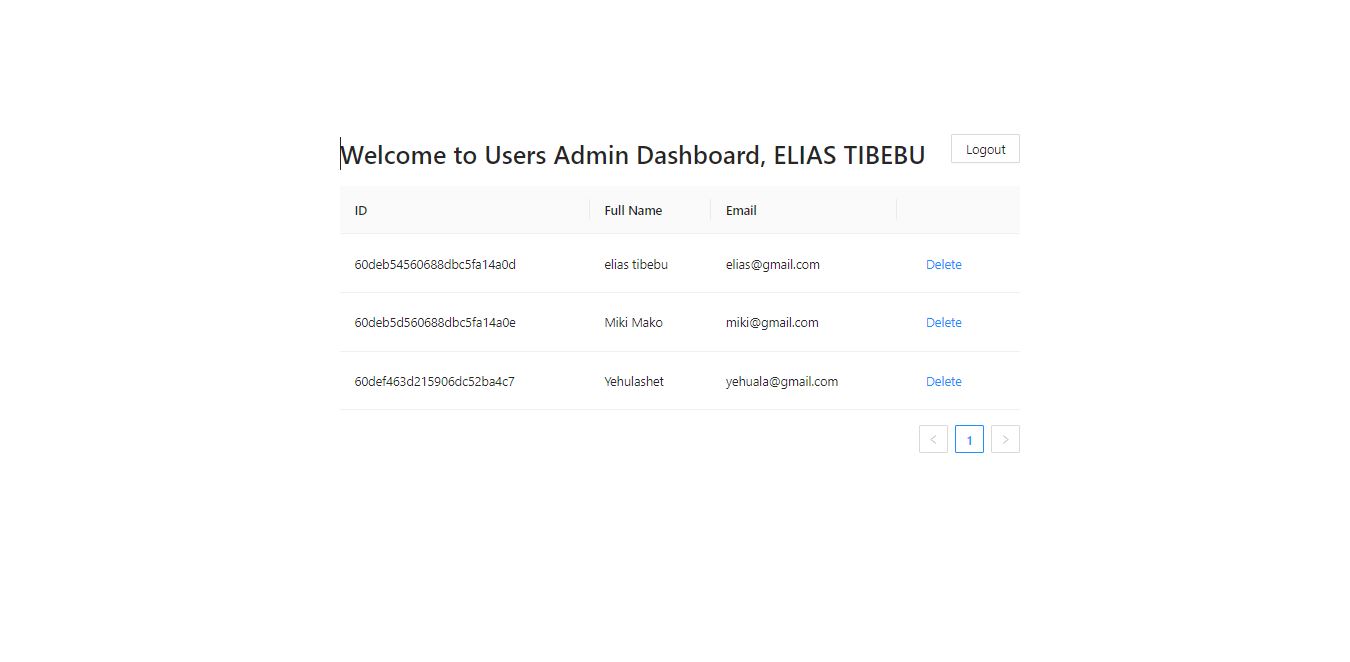 Welcome to Users Admin Dashboard, ELIAS TIBEBU Logout
ID Full Name Email
60deb54560688dbc5fa14a0d elias tibebu elias@gmail.com Delete
60deb5d560688dbc5fa14a0e Miki Mako miki@gmail.com Delete
60def463d215906dc52ba4c7 Yehulashet yehuala@gmail.com Delete
< 1 >